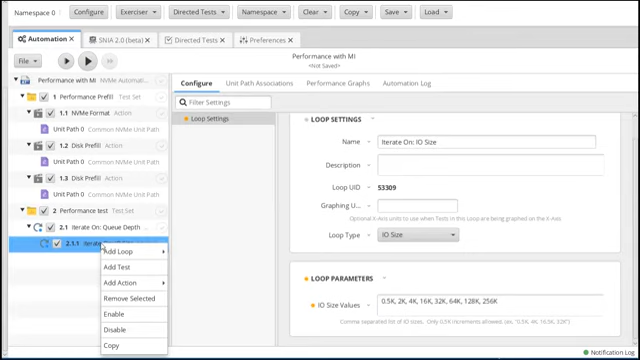 Namespace 0 Configure Exerciser Directed Tests Namespace Clear Copy Save Load
Automation SNIA 2.0 (beta) Directed Tests Preferences
File
Performance with MI
<Not Saved>
Performance with MI NVMe Automati...
Configure Unit Path Associations Performance Graphs Automation Log
1 Performance Prefill Test Set
Filter Settings
1.1 NVMe Format Action
Loop Settings
LOOP SETTINGS
Unit Path 0 Common NVMe Unit Path
Name Iterate On: IO Size
1.2 Disk Prefill Action
Unit Path 0 Common NVMe Unit Path
Description
1.3 Disk Prefill Action
Loop UID 53309
Unit Path 0 Common NVMe Unit Path
Graphing U...
2 Performance test Test Set
Optional X-Axis units to use when Tests in this Loop are being graphed on the X-Axis
2.1 Iterate On: Queue Depth
Loop Type IO Size
2.1.1 Iterate
Add Loop
Add Test
Add Action
Remove Selected
Enable
Disable
Copy
LOOP PARAMETERS
IO Size Values 0.5K, 2K, 4K, 16K, 32K, 64K, 128K, 256K
Comma separated list of IO sizes. Only 0.5K increments allowed (ex. "0.5K, 4K, 16.5K, 32K")
Notification Log